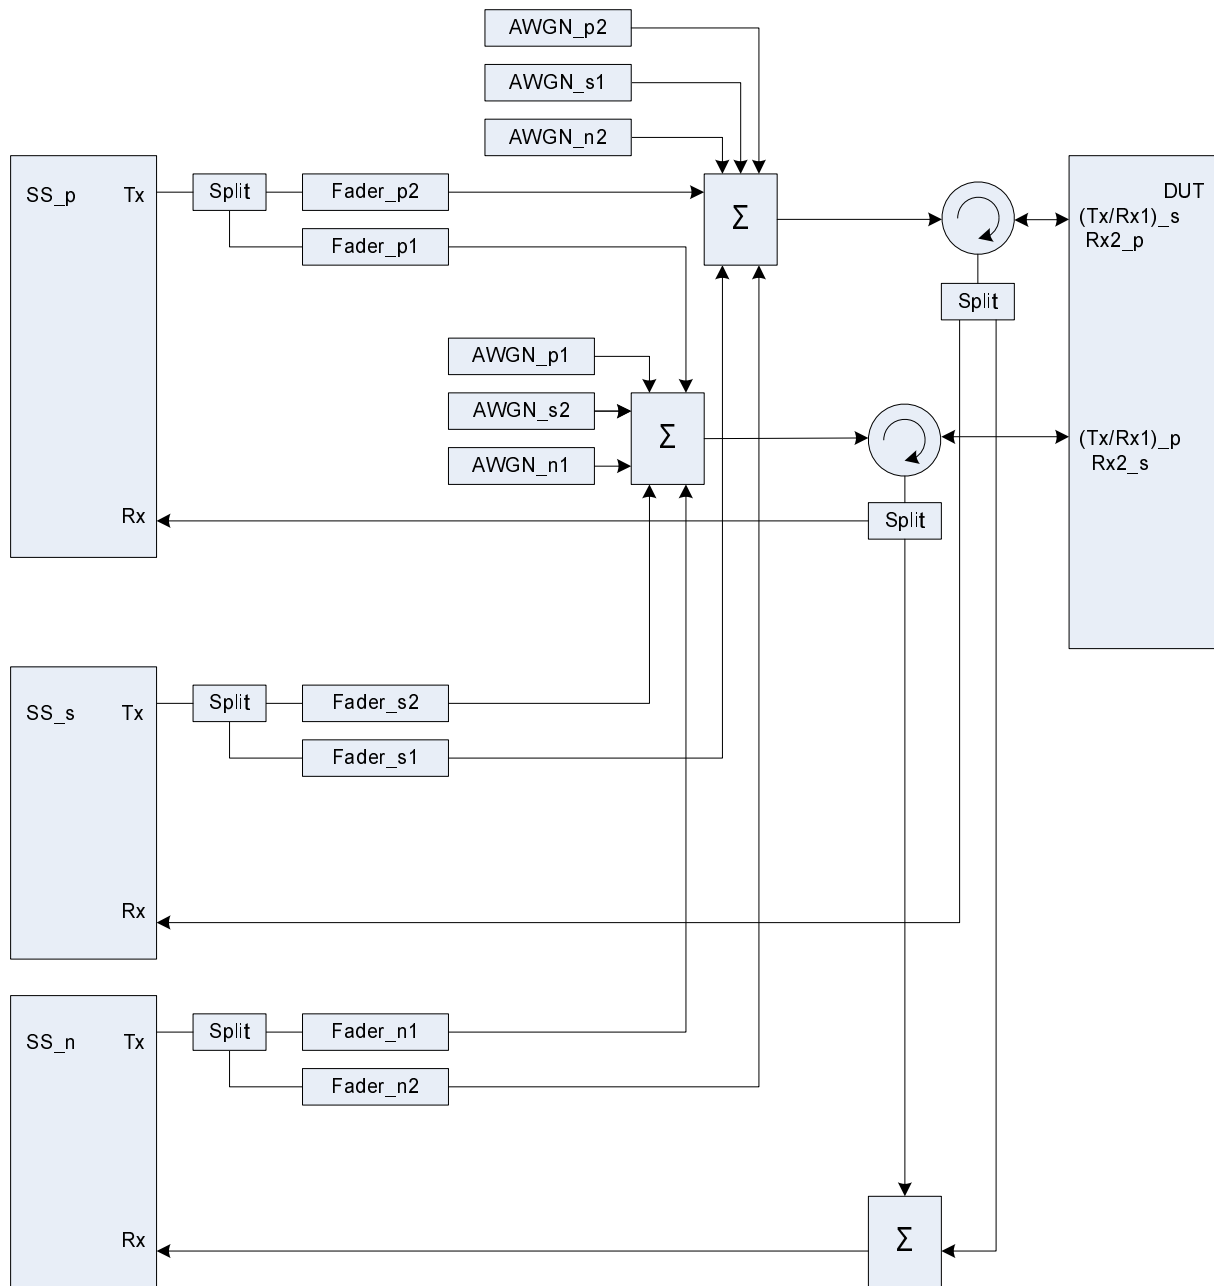 AWGN_p2
AWGN_s1
AWGN_n2
SS_p
Tx
Split
Fader_p2
Fader_p1
Σ
DUT
(Tx/Rx1)_s
Rx2_p
Split
AWGN_p1
AWGN_s2
AWGN_n1
Σ
(Tx/Rx1)_p
Rx2_s
Rx
Split
SS_s
Tx
Split
Fader_s2
Fader_s1
Rx
SS_n
Tx
Split
Fader_n1
Fader_n2
Rx
Σ